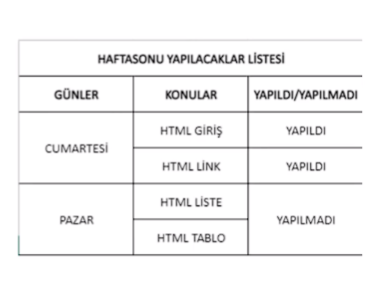 HAFTASONU YAPILACAKLAR LİSTESİ
GÜNLER KONULAR YAPILDI/YAPILMADI
CUMARTESİ HTML GİRİŞ YAPILDI
HTML LİNK YAPILDI
PAZAR HTML LİSTE YAPILMADI
HTML TABLO